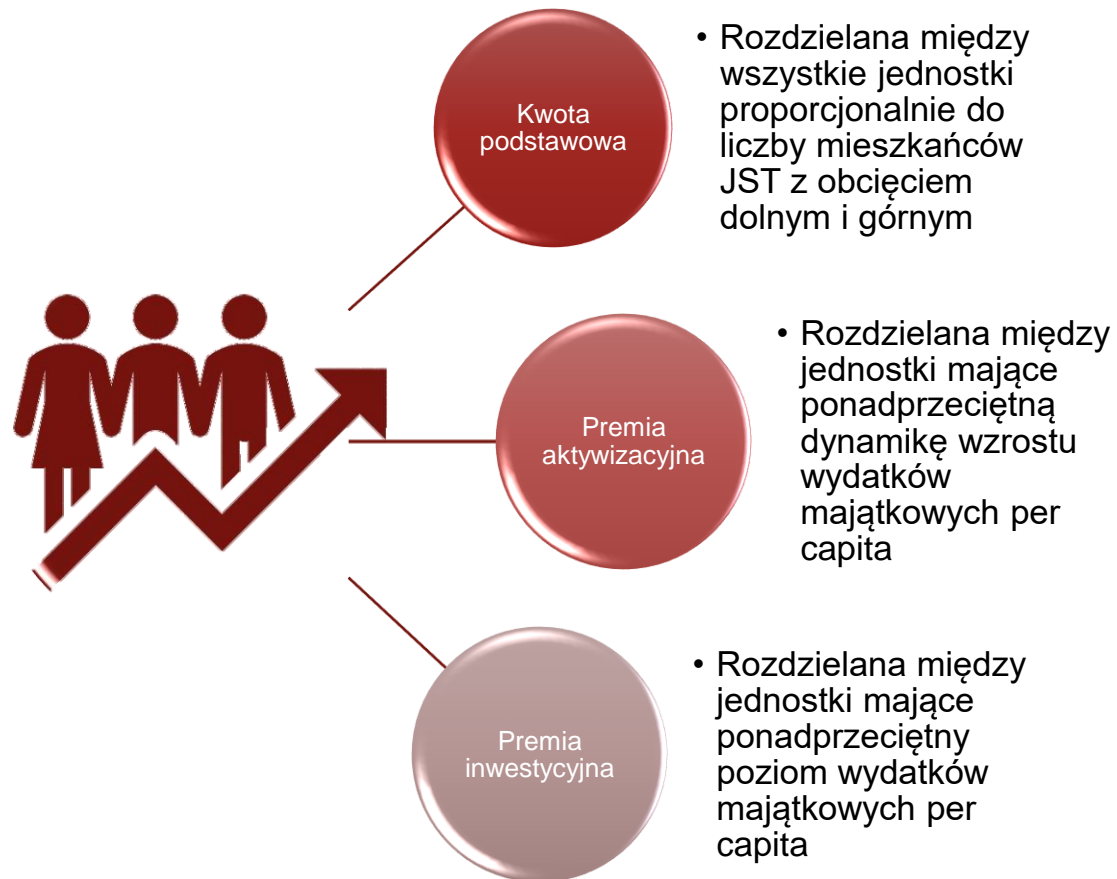 Kwota
podstawowa
• Rozdzielana między
wszystkie jednostki
proporcjonalnie do
liczby mieszkańców
JST z obcięciem
dolnym i górnym
Premia
aktywizacyjna
• Rozdzielana między
jednostki mające
ponadprzeciętną
dynamikę wzrostu
wydatków
majątkowych per
capita
Premia
inwestycyjna
• Rozdzielana między
jednostki mające
ponadprzeciętny
poziom wydatków
majątkowych per
capita